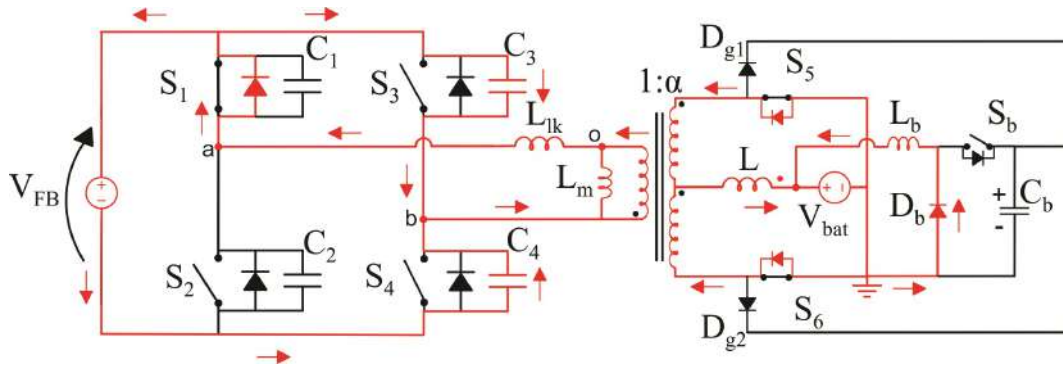 C1
C3
Dg1
S5
S1
S3
1:α
Llk
o
Lb
Sb
a
Lm
L
VFB
+
-
b
+ -
Vbat
Db
+
-
Cb
C2
C4
S2
S4
S6
Dg2